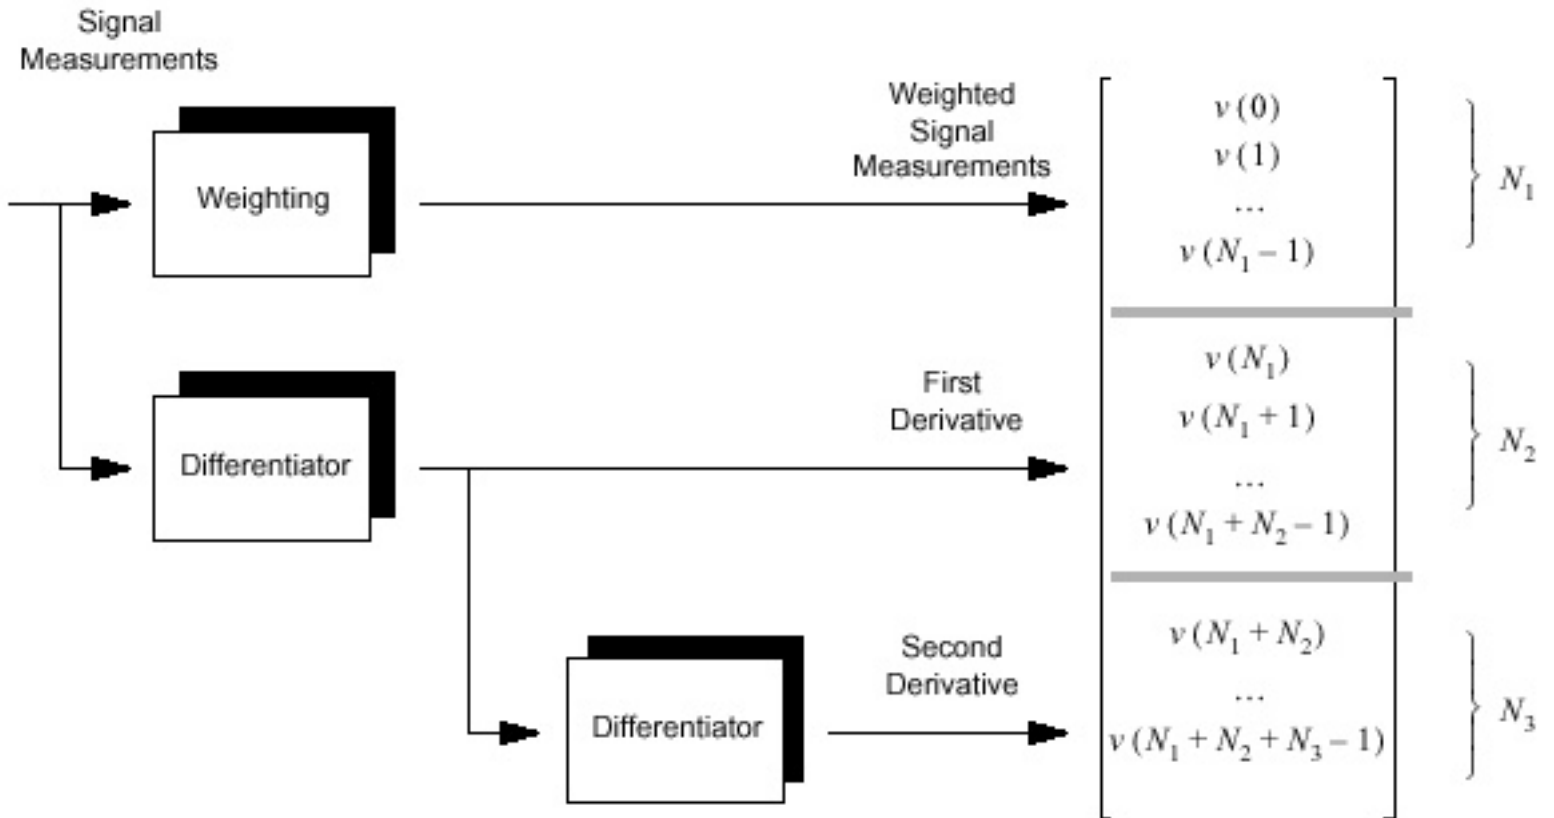 Signal
Measurements
Weighting
Weighted
Signal
Measurements
v(0)
v(1)
...
v(N₁ – 1)
N₁
Differentiator
First
Derivative
v(N₁)
v(N₁ + 1)
...
v(N₁ + N₂ – 1)
N₂
Differentiator
Second
Derivative
v(N₁ + N₂)
...
v(N₁ + N₂ + N₃ – 1)
N₃